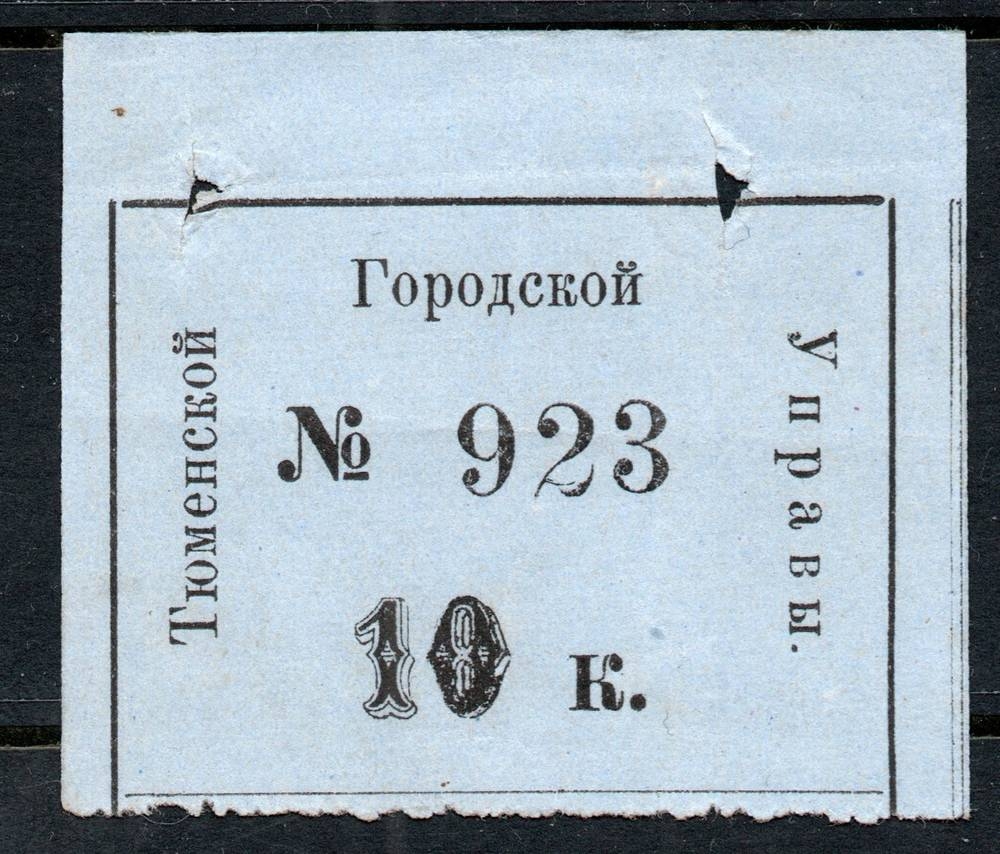 Тюменской
Городской
Управы.
№ 923
10 к.